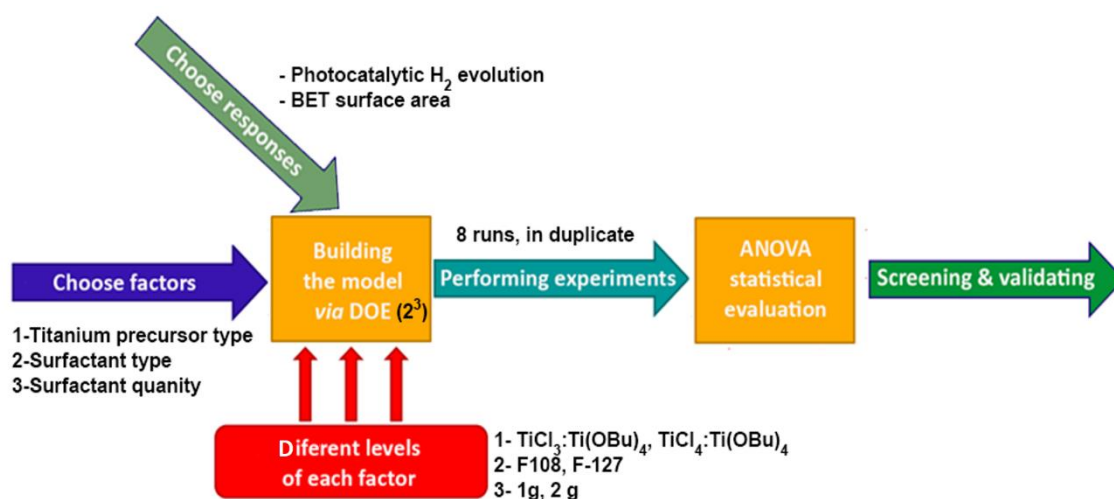 Choose responses
- Photocatalytic H₂ evolution
- BET surface area
Choose factors
1-Titanium precursor type
2-Surfactant type
3-Surfactant quanity
Building
the model
via DOE (2³)
8 runs, in duplicate
Performing experiments
ANOVA
statistical
evaluation
Screening & validating
Diferent levels
of each factor
1- TiCl₃:Ti(OBu)₄, TiCl₄:Ti(OBu)₄
2- F108, F-127
3- 1g, 2 g